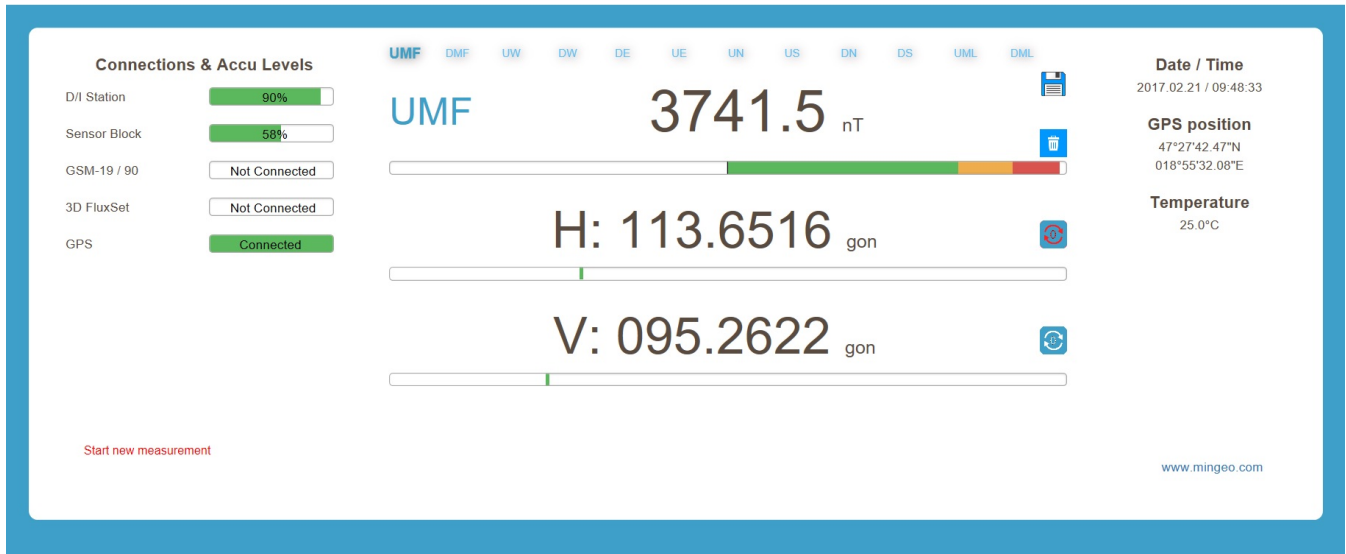 Connections & Accu Levels
D/I Station 90%
Sensor Block 58%
GSM-19 / 90 Not Connected
3D FluxSet Not Connected
GPS Connected
Start new measurement
UMF DMF UW DW DE UE UN US DN DS UML DML
UMF 3741.5 nT
H: 113.6516 gon
V: 095.2622 gon
Date / Time
2017.02.21 / 09:48:33
GPS position
47°27'42.47"N
018°55'32.08"E
Temperature
25.0°C
www.mingeo.com